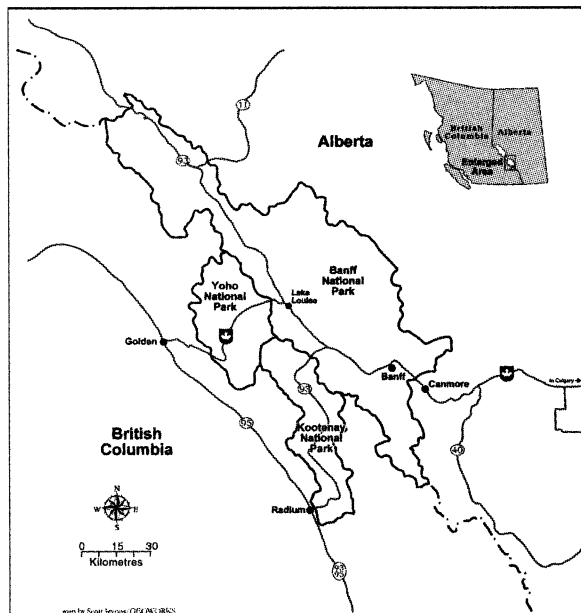 11
Alberta
British
Columbia
Alberta
Enlarged
Area
93
Banff
National
Park
Yoho
National
Park
Lake
Louise
Golden
Banff
Canmore
to Calgary
93
95
British
Columbia
Kootenay
National
Park
40
Radium
N
W E
S
0 15 30
Kilometres
93
95